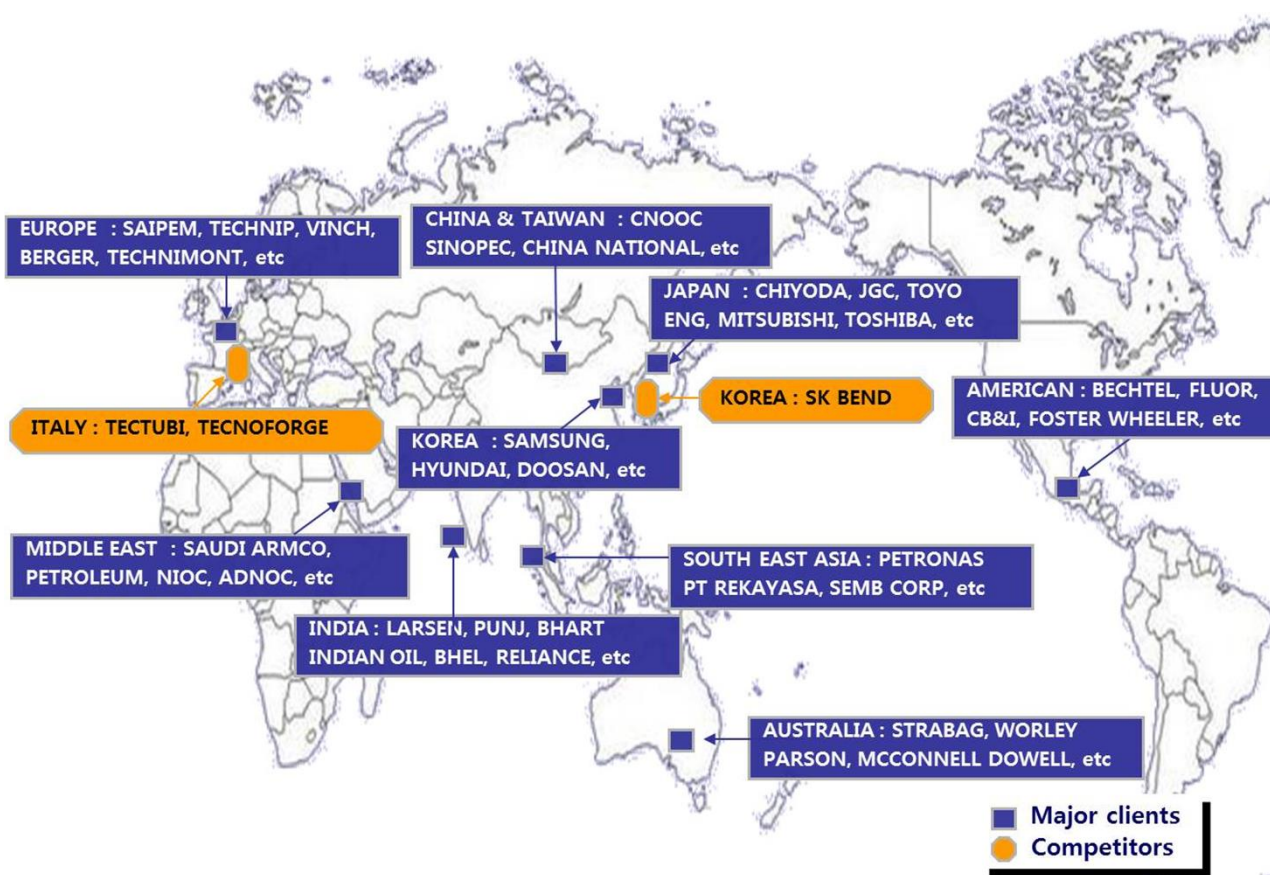 EUROPE : SAIPEM, TECHNIP, VINCH,
BERGER, TECHNIMONT, etc
CHINA & TAIWAN : CNOOC
SINOPEC, CHINA NATIONAL, etc
JAPAN : CHIYODA, JGC, TOYO
ENG, MITSUBISHI, TOSHIBA, etc
ITALY : TECTUBI, TECNOFORGE
KOREA : SK BEND
AMERICAN : BECHTEL, FLUOR,
CB&I, FOSTER WHEELER, etc
KOREA : SAMSUNG,
HYUNDAI, DOOSAN, etc
MIDDLE EAST : SAUDI ARMCO,
PETROLEUM, NIOC, ADNOC, etc
SOUTH EAST ASIA : PETRONAS
PT REKAYASA, SEMB CORP, etc
INDIA : LARSEN, PUNJ, BHART
INDIAN OIL, BHEL, RELIANCE, etc
AUSTRALIA : STRABAG, WORLEY
PARSON, MCCONNELL DOWELL, etc
Major clients
Competitors